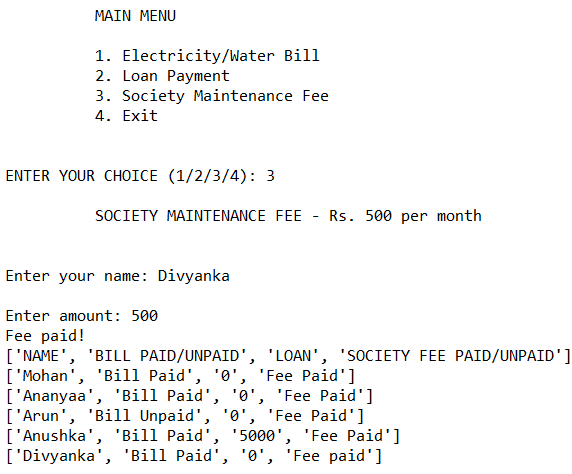 MAIN MENU
1. Electricity/Water Bill
2. Loan Payment
3. Society Maintenance Fee
4. Exit
ENTER YOUR CHOICE (1/2/3/4): 3
SOCIETY MAINTENANCE FEE - Rs. 500 per month
Enter your name: Divyanka
Enter amount: 500
Fee paid!
['NAME', 'BILL PAID/UNPAID', 'LOAN', 'SOCIETY FEE PAID/UNPAID']
['Mohan', 'Bill Paid', '0', 'Fee Paid']
['Ananyaa', 'Bill Paid', '0', 'Fee Paid']
['Arun', 'Bill Unpaid', '0', 'Fee Paid']
['Anushka', 'Bill Paid', '5000', 'Fee Paid']
['Divyanka', 'Bill Paid', '0', 'Fee paid']